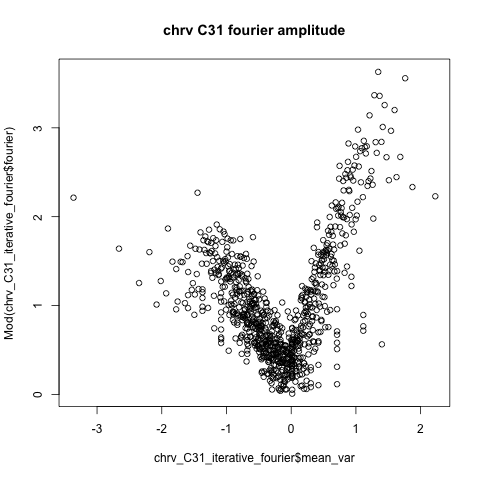 chrv C31 fourier amplitude
Mod(chrv_C31_iterative_fourier$fourier)
3
2
1
0
-3 -2 -1 0 1 2
chrv_C31_iterative_fourier$mean_var